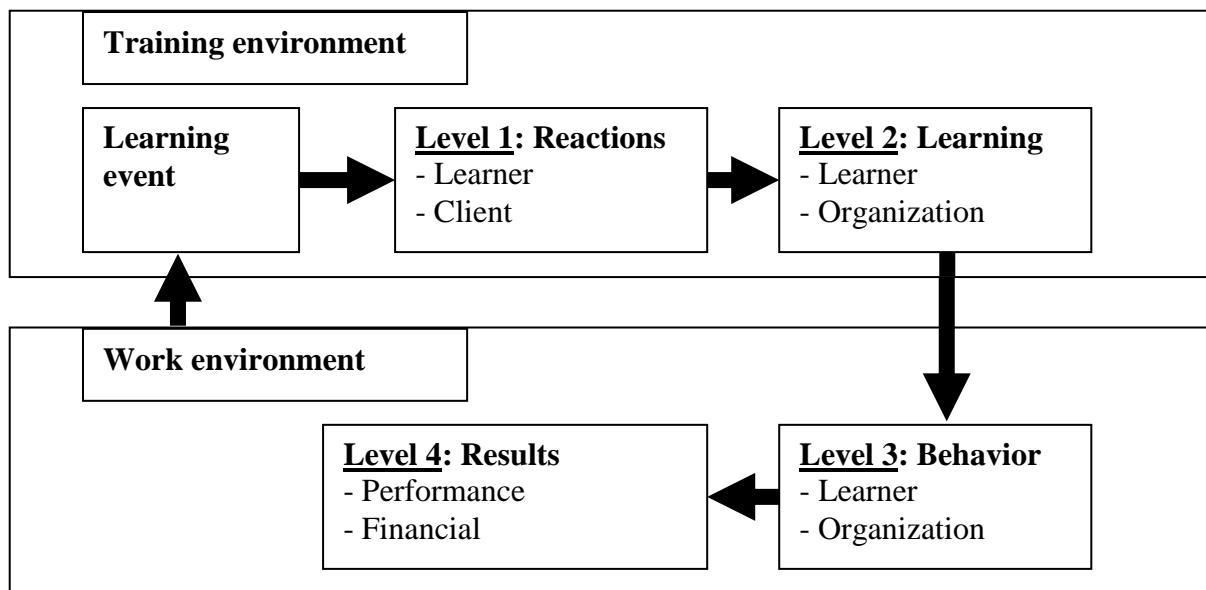 Training environment
Learning
event
Level 1: Reactions
- Learner
- Client
Level 2: Learning
- Learner
- Organization
Work environment
Level 4: Results
- Performance
- Financial
Level 3: Behavior
- Learner
- Organization